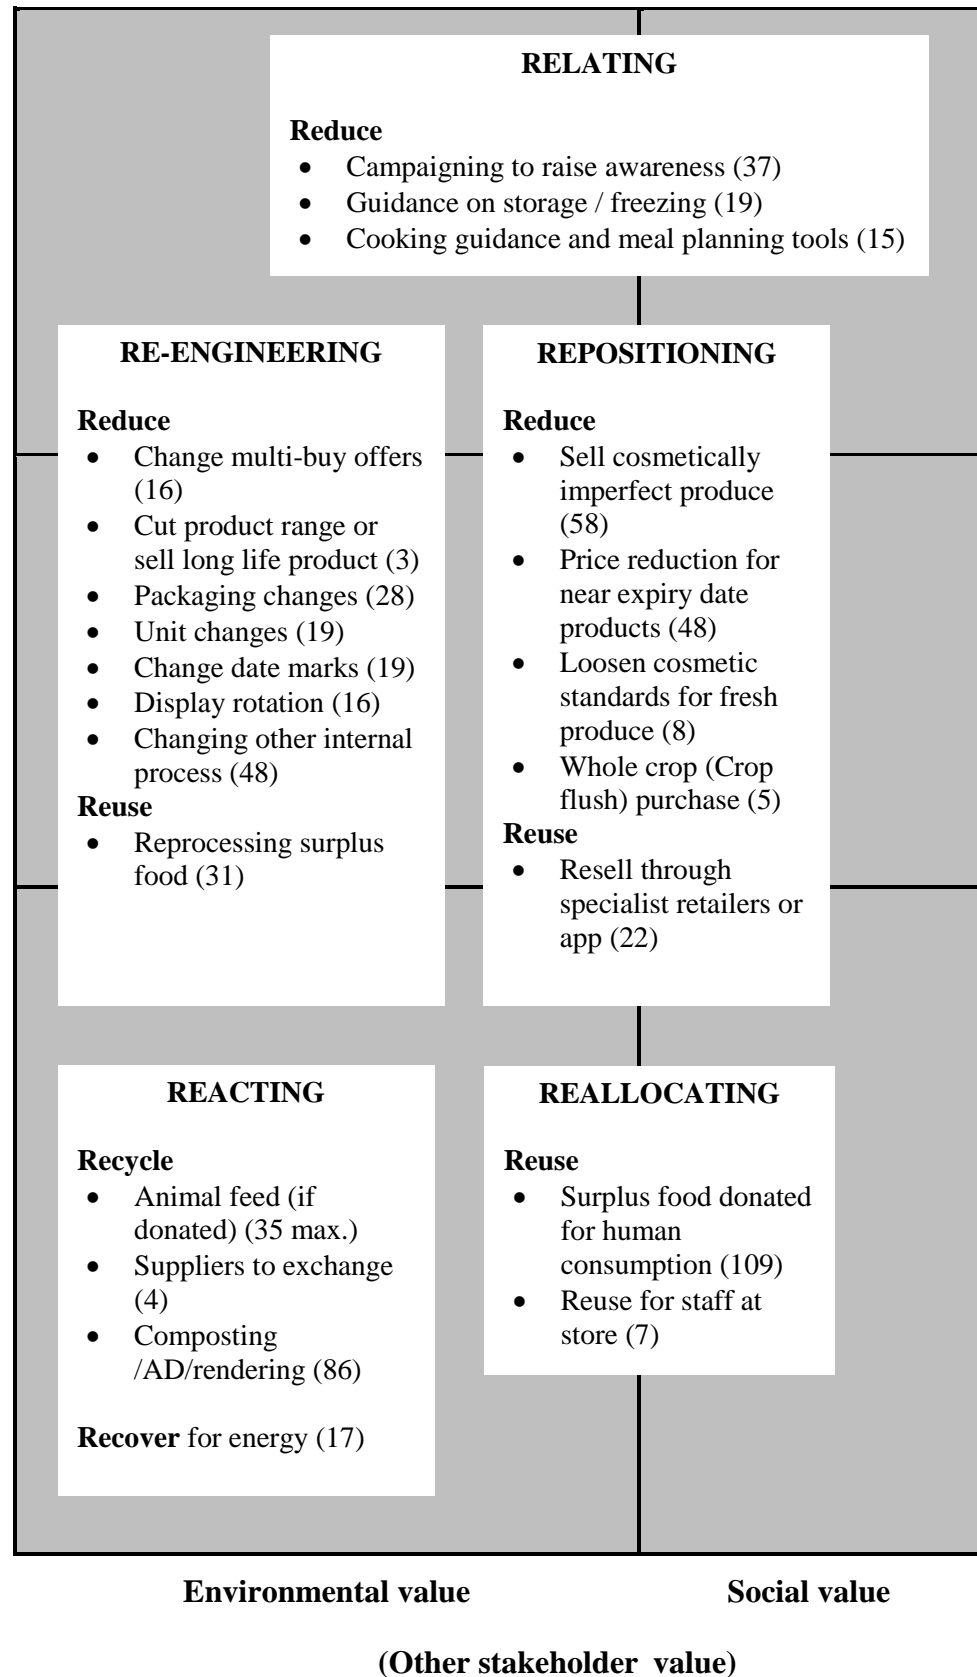 RELATING
Reduce
• Campaigning to raise awareness (37)
• Guidance on storage / freezing (19)
• Cooking guidance and meal planning tools (15)
RE-ENGINEERING
Reduce
• Change multi-buy offers
(16)
• Cut product range or
sell long life product (3)
• Packaging changes (28)
• Unit changes (19)
• Change date marks (19)
• Display rotation (16)
• Changing other internal
process (48)
Reuse
• Reprocessing surplus
food (31)
REPOSITIONING
Reduce
• Sell cosmetically
imperfect produce
(58)
• Price reduction for
near expiry date
products (48)
• Loosen cosmetic
standards for fresh
produce (8)
• Whole crop (Crop
flush) purchase (5)
Reuse
• Resell through
specialist retailers or
app (22)
REACTING
Recycle
• Animal feed (if
donated) (35 max.)
• Suppliers to exchange
(4)
• Composting
/AD/rendering (86)
Recover for energy (17)
REALLOCATING
Reuse
• Surplus food donated
for human
consumption (109)
• Reuse for staff at
store (7)
Environmental value
Social value
(Other stakeholder value)